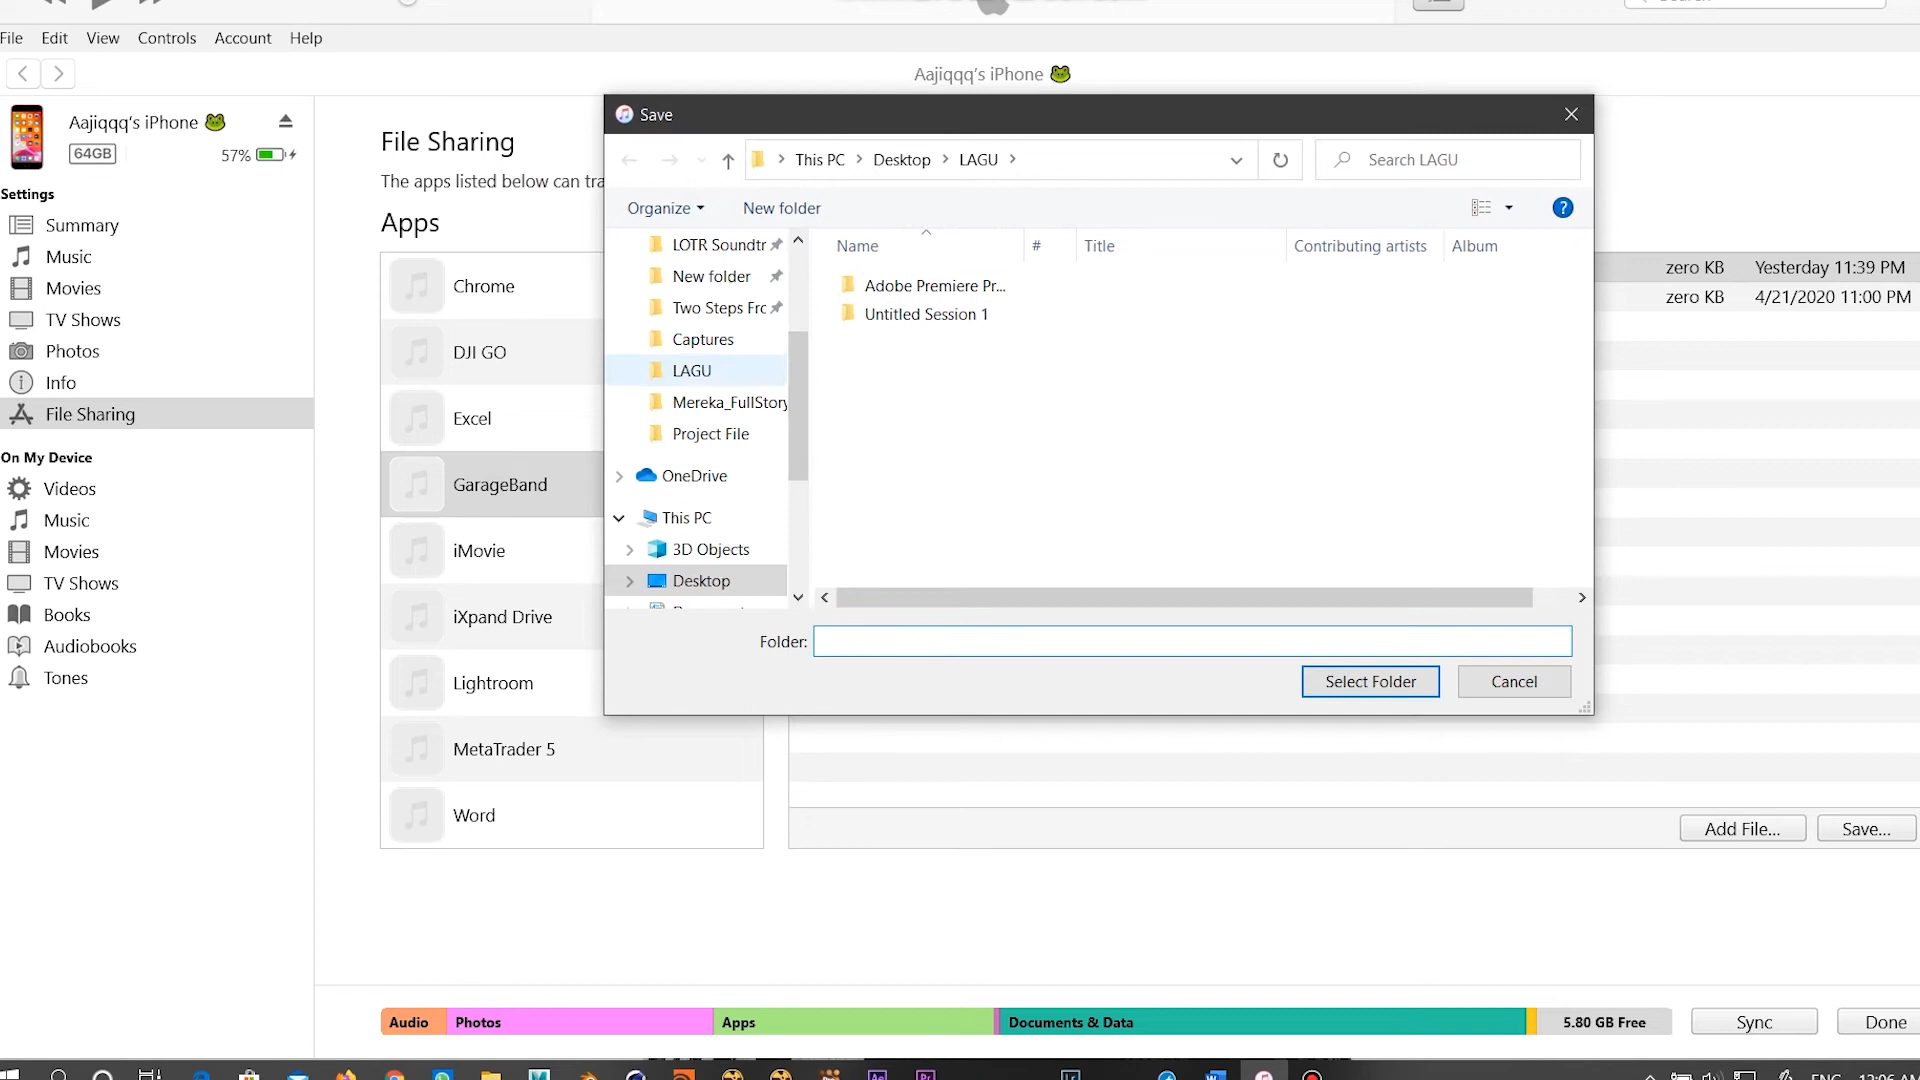 File Edit View Controls Account Help
Aajiqqq's iPhone 🐸
Aajiqqq's iPhone 🐸
64GB
57%
Settings
Summary
Music
Movies
TV Shows
Photos
Info
File Sharing
On My Device
Videos
Music
Movies
TV Shows
Books
Audiobooks
Tones
File Sharing
The apps listed below can tra
Apps
Chrome
DJI GO
Excel
GarageBand
iMovie
iXpand Drive
Lightroom
MetaTrader 5
Word
Save
This PC > Desktop > LAGU >
Search LAGU
Organize New folder
LOTR Soundtr
New folder
Two Steps Frc
Captures
LAGU
Mereka_FullStory
Project File
OneDrive
This PC
3D Objects
Desktop
Name # Title Contributing artists Album
Adobe Premiere Pr...
Untitled Session 1
Folder:
Select Folder Cancel
zero KB Yesterday 11:39 PM
zero KB 4/21/2020 11:00 PM
Add File... Save...
Audio Photos Apps Documents & Data 5.80 GB Free
Sync Done
ENG 12:06 AM